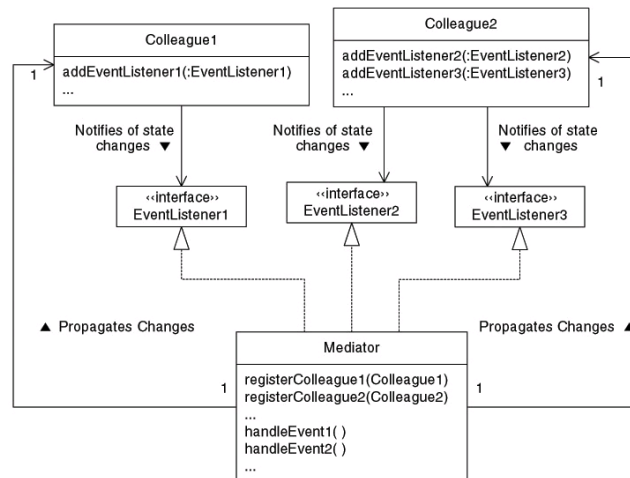 Colleague1
addEventListener1(:EventListener1)
...
Colleague2
addEventListener2(:EventListener2)
addEventListener3(:EventListener3)
...
1
1
Notifies of state
changes ▼
Notifies of state
changes ▼
Notifies of state
▼ changes
‹‹interface››
EventListener1
‹‹interface››
EventListener2
‹‹interface››
EventListener3
▲ Propagates Changes
Propagates Changes ▲
Mediator
1
1
registerColleague1(Colleague1)
registerColleague2(Colleague2)
...
handleEvent1( )
handleEvent2( )
...